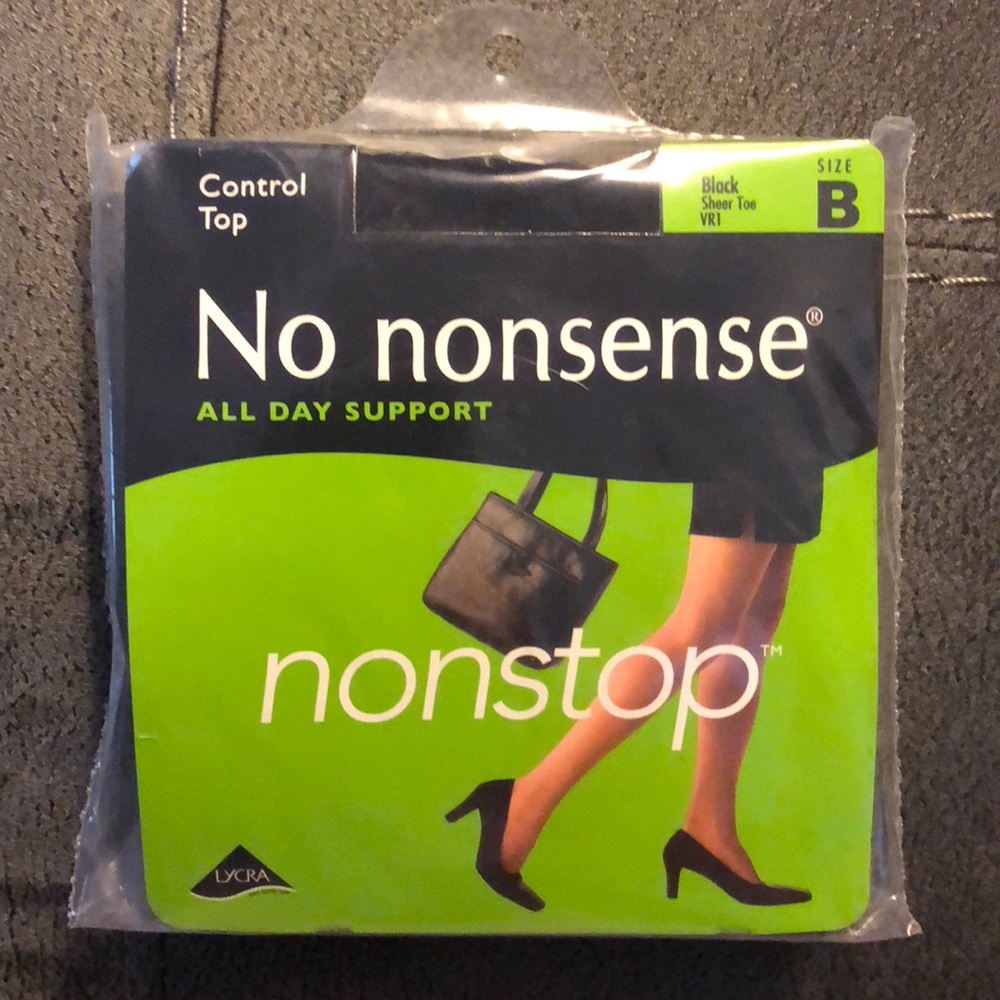 Control
Top
Black
Sheer Toe
VR1
SIZE
B
No nonsense®
ALL DAY SUPPORT
nonstop™
LYCRA